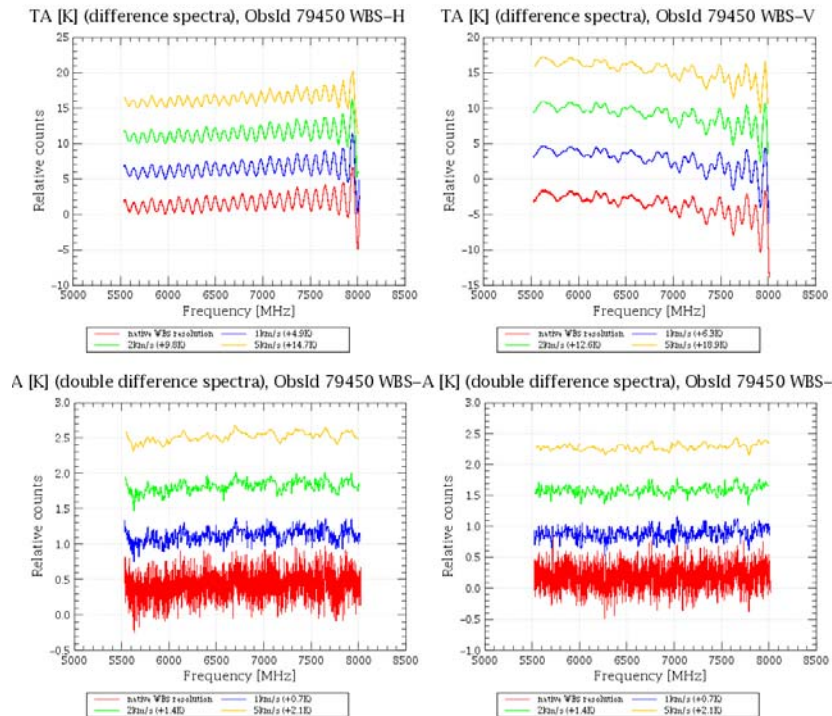 TA [K] (difference spectra), ObsId 79450 WBS-H
25
20
15
10
5
0
−5
−10
Relative counts
5000 5500 6000 6500 7000 7500 8000 8500
Frequency [MHz]
native WBS resolution 1km/s (+4.9K)
2km/s (+9.8K) 5km/s (+14.7K)
TA [K] (difference spectra), ObsId 79450 WBS-V
20
15
10
5
0
−5
−10
−15
Relative counts
5000 5500 6000 6500 7000 7500 8000 8500
Frequency [MHz]
native WBS resolution 1km/s (+6.3K)
2km/s (+12.6K) 5km/s (+18.9K)
A [K] (double difference spectra), ObsId 79450 WBS-
3.0
2.5
2.0
1.5
1.0
0.5
0.0
−0.5
Relative counts
5000 5500 6000 6500 7000 7500 8000 8500
Frequency [MHz]
native WBS resolution 1km/s (+0.7K)
2km/s (+1.4K) 5km/s (+2.1K)
A [K] (double difference spectra), ObsId 79450 WBS-
3.0
2.5
2.0
1.5
1.0
0.5
0.0
−0.5
−1.0
Relative counts
5000 5500 6000 6500 7000 7500 8000 8500
Frequency [MHz]
native WBS resolution 1km/s (+0.7K)
2km/s (+1.4K) 5km/s (+2.1K)